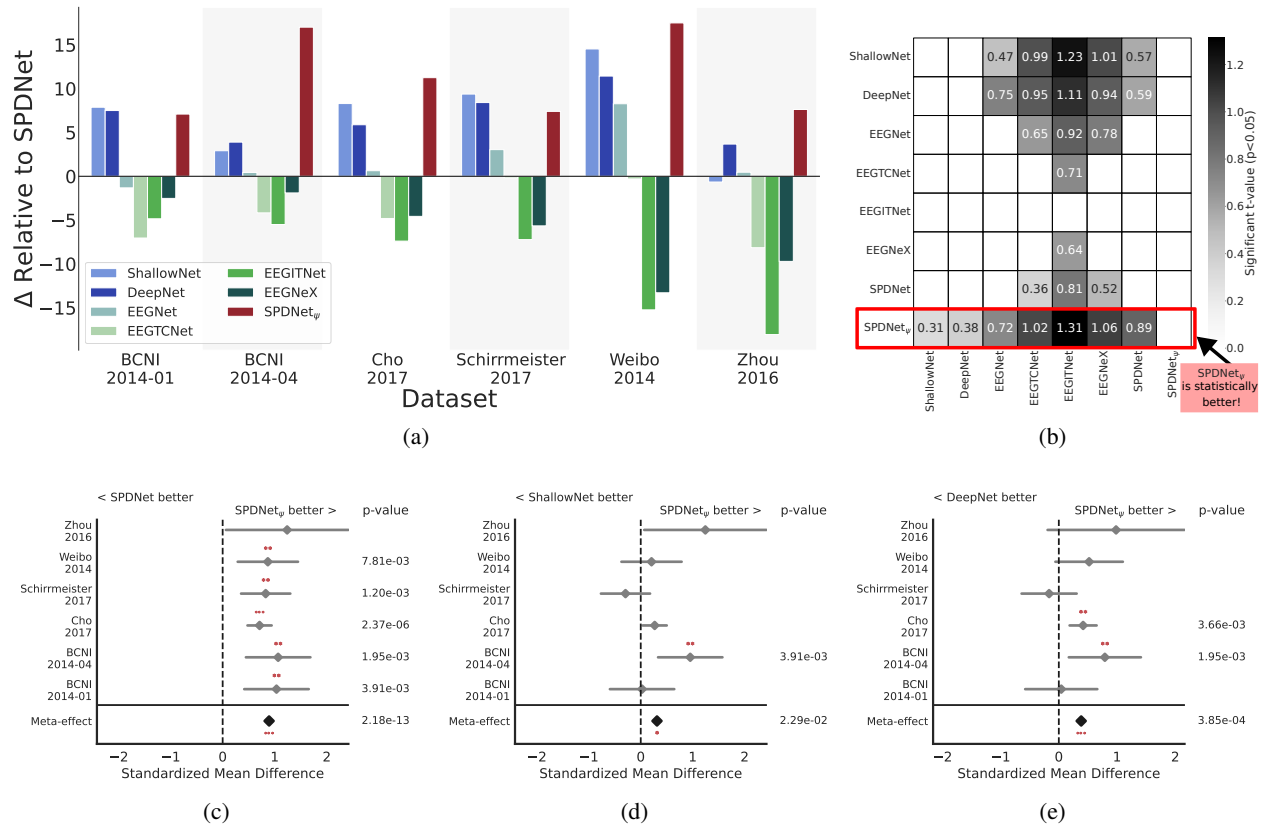 Δ Relative to SPDNet
15
10
5
0
−5
−10
−15
ShallowNet
DeepNet
EEGNet
EEGTCNet
EEGITNet
EEGNeX
SPDNetψ
BCNI
2014-01
BCNI
2014-04
Cho
2017
Schirrmeister
2017
Weibo
2014
Zhou
2016
Dataset
(a)
ShallowNet 0.47 0.99 1.23 1.01 0.57
DeepNet 0.75 0.95 1.11 0.94 0.59
EEGNet 0.65 0.92 0.78
EEGTCNet 0.71
EEGITNet
EEGNeX 0.64
SPDNet 0.36 0.81 0.52
SPDNetψ 0.31 0.38 0.72 1.02 1.31 1.06 0.89
ShallowNet
DeepNet
EEGNet
EEGTCNet
EEGITNet
EEGNeX
SPDNet
SPDNetψ
1.2
1.0
0.8
0.6
0.4
0.2
0.0
Significant t-value (p<0.05)
SPDNetψ
is statistically
better!
(b)
< SPDNet better
SPDNetψ better >
p-value
Zhou
2016
Weibo
2014
7.81e-03
Schirrmeister
2017
1.20e-03
Cho
2017
2.37e-06
BCNI
2014-04
1.95e-03
BCNI
2014-01
3.91e-03
Meta-effect
2.18e-13
−2 −1 0 1 2
Standardized Mean Difference
(c)
< ShallowNet better
SPDNetψ better >
p-value
Zhou
2016
Weibo
2014
Schirrmeister
2017
Cho
2017
BCNI
2014-04
3.91e-03
BCNI
2014-01
Meta-effect
2.29e-02
−2 −1 0 1 2
Standardized Mean Difference
(d)
< DeepNet better
SPDNetψ better >
p-value
Zhou
2016
Weibo
2014
Schirrmeister
2017
Cho
2017
3.66e-03
BCNI
2014-04
1.95e-03
BCNI
2014-01
Meta-effect
3.85e-04
−2 −1 0 1 2
Standardized Mean Difference
(e)